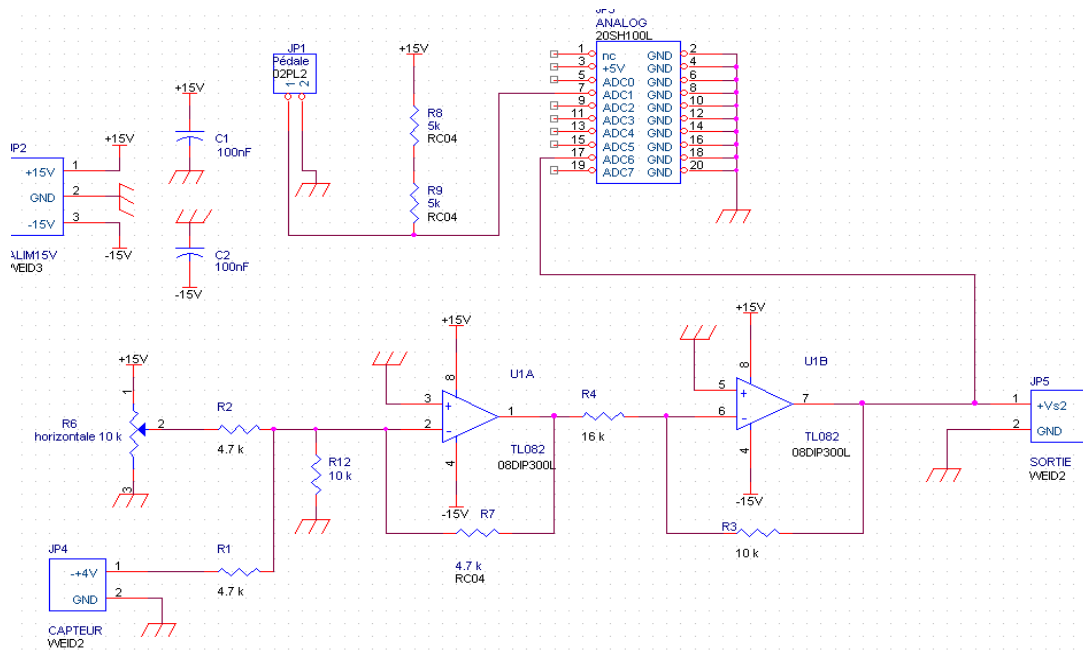 ANALOG
20SH100L
1 nc GND 2
3 +5V GND 4
5 ADC0 GND 6
7 ADC1 GND 8
9 ADC2 GND 10
11 ADC3 GND 12
13 ADC4 GND 14
15 ADC5 GND 16
17 ADC6 GND 18
19 ADC7 GND 20
JP1
Pédale
02PL2
1 2
+15V
R8
5k
RC04
R9
5k
RC04
+15V
C1
100nF
C2
100nF
-15V
JP2
+15V 1
GND 2
-15V 3
+15V
-15V
ALIM15V
WEID3
+15V
1
R6
horizontale 10 k
2
3
R2
4.7 k
R12
10 k
R1
4.7 k
JP4
-+4V 1
GND 2
CAPTEUR
WEID2
+15V
8
U1A
3 +
2 -
1
TL082
08DIP300L
4
-15V
R7
4.7 k
RC04
R4
16 k
+15V
8
U1B
5 +
6 -
7
TL082
08DIP300L
4
-15V
R3
10 k
JP5
1 +Vs2
2 GND
SORTIE
WEID2